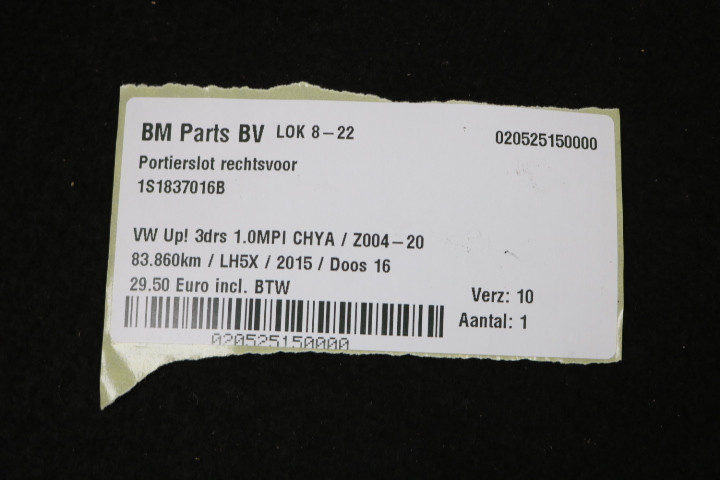 BM Parts BV LOK 8-22 020525150000
Portierslot rechtsvoor
1S1837016B
VW Up! 3drs 1.0MPI CHYA / Z004-20
83.860km / LH5X / 2015 / Doos 16
29.50 Euro incl. BTW
Verz: 10
Aantal: 1
020525150000